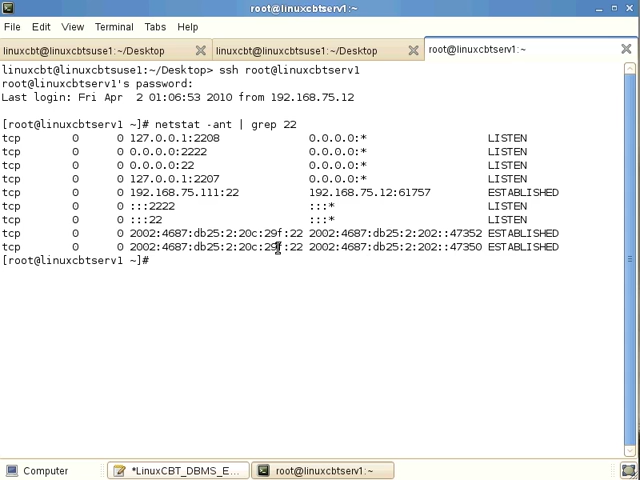 root@linuxcbtserv1:~
File Edit View Terminal Tabs Help
linuxcbt@linuxcbtsuse1:~/Desktop linuxcbt@linuxcbtsuse1:~/Desktop root@linuxcbtserv1:~
linuxcbt@linuxcbtsuse1:~/Desktop> ssh root@linuxcbtserv1
root@linuxcbtserv1's password:
Last login: Fri Apr  2 01:06:53 2010 from 192.168.75.12
[root@linuxcbtserv1 ~]# netstat -ant | grep 22
tcp 0 0 127.0.0.1:2208 0.0.0.0:* LISTEN
tcp 0 0 0.0.0.0:2222 0.0.0.0:* LISTEN
tcp 0 0 0.0.0.0:22 0.0.0.0:* LISTEN
tcp 0 0 127.0.0.1:2207 0.0.0.0:* LISTEN
tcp 0 0 192.168.75.111:22 192.168.75.12:61757 ESTABLISHED
tcp 0 0 :::2222 :::* LISTEN
tcp 0 0 :::22 :::* LISTEN
tcp 0 0 2002:4687:db25:2:20c:29f:22 2002:4687:db25:2:202::47352 ESTABLISHED
tcp 0 0 2002:4687:db25:2:20c:29f:22 2002:4687:db25:2:202::47350 ESTABLISHED
[root@linuxcbtserv1 ~]#
Computer *LinuxCBT_DBMS_E... root@linuxcbtserv1:~